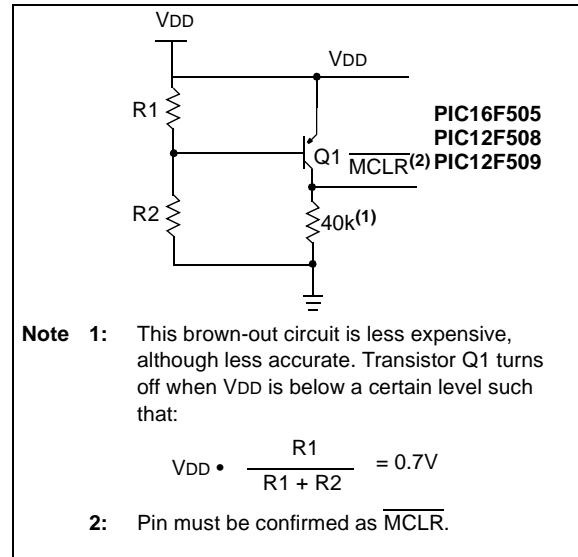 VDD
VDD
R1
PIC16F505
PIC12F508
Q1 MCLR(2) PIC12F509
R2
40k(1)
Note 1: This brown-out circuit is less expensive,
although less accurate. Transistor Q1 turns
off when VDD is below a certain level such
that:
VDD • R1 / R1 + R2 = 0.7V
2: Pin must be confirmed as MCLR.